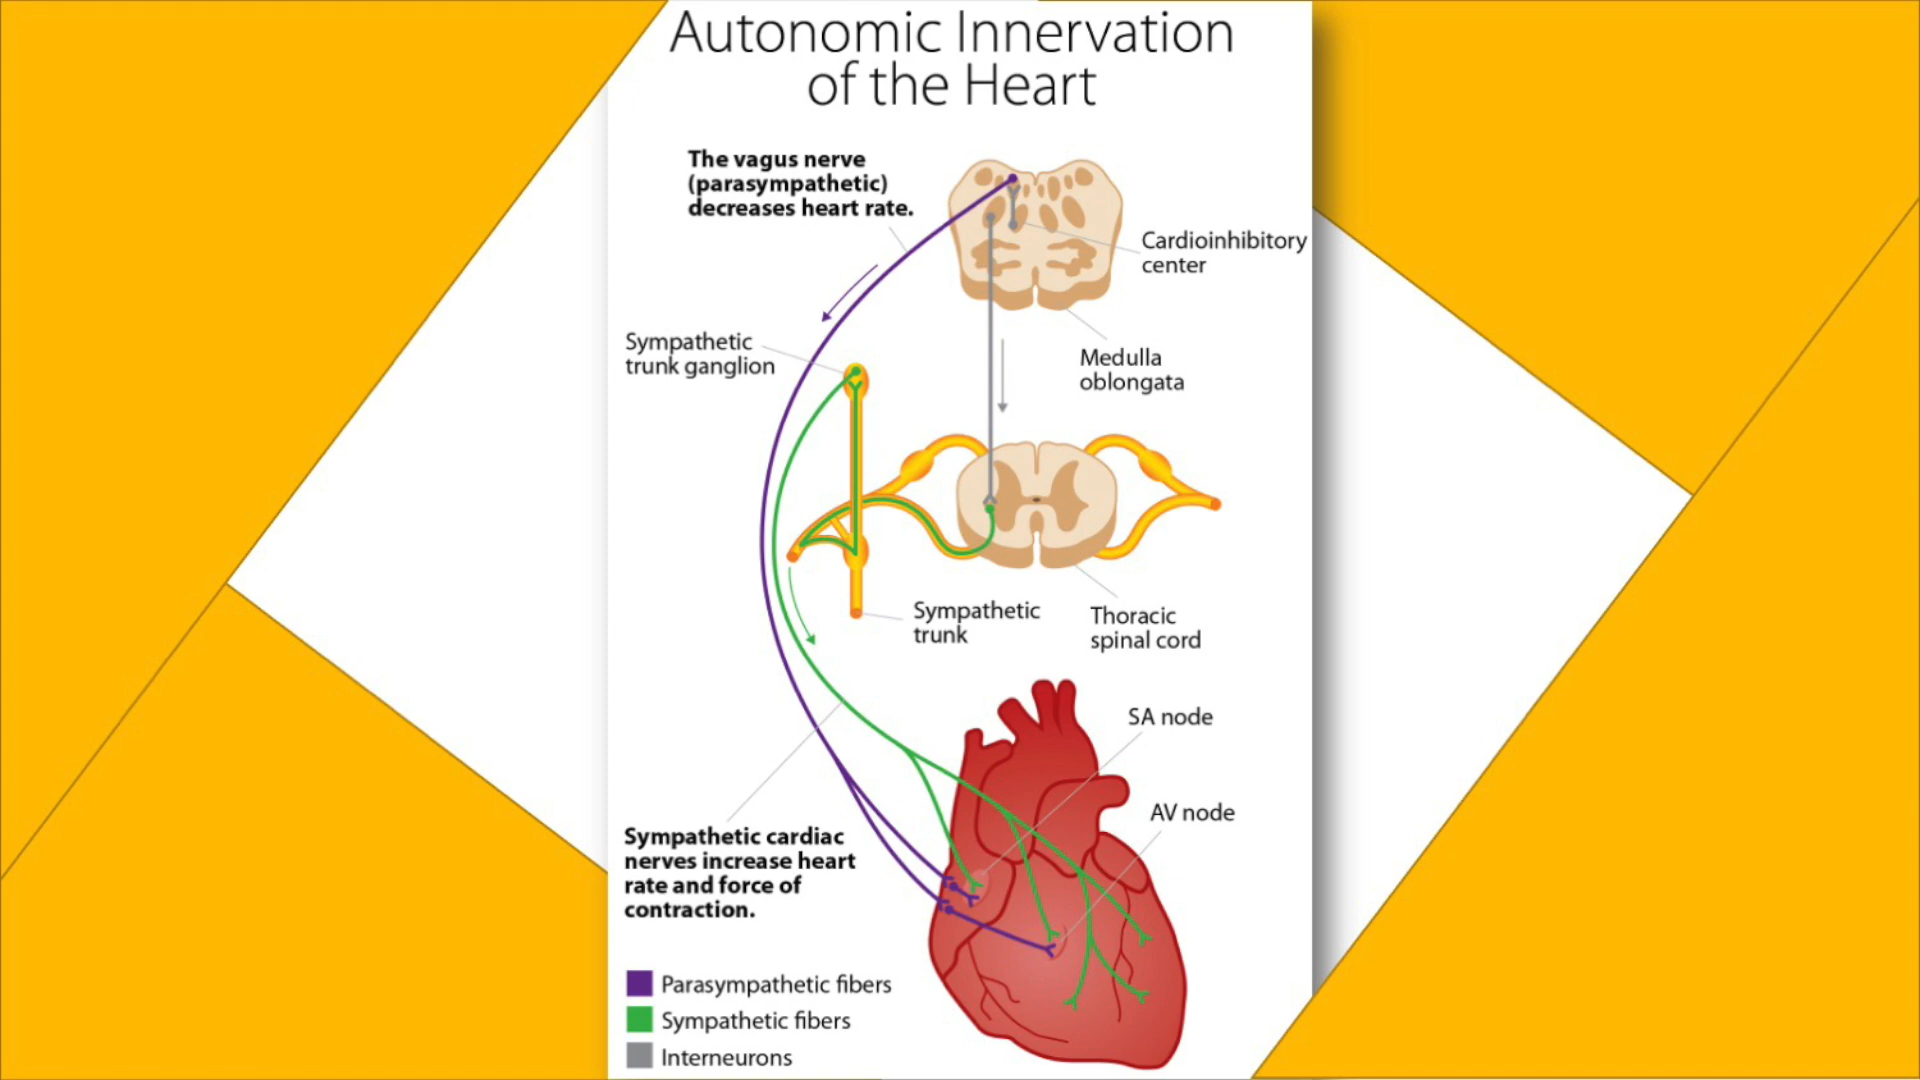 Autonomic Innervation
of the Heart
The vagus nerve
(parasympathetic)
decreases heart rate.
Cardioinhibitory
center
Sympathetic
trunk ganglion
Medulla
oblongata
Sympathetic
trunk
Thoracic
spinal cord
SA node
AV node
Sympathetic cardiac
nerves increase heart
rate and force of
contraction.
Parasympathetic fibers
Sympathetic fibers
Interneurons